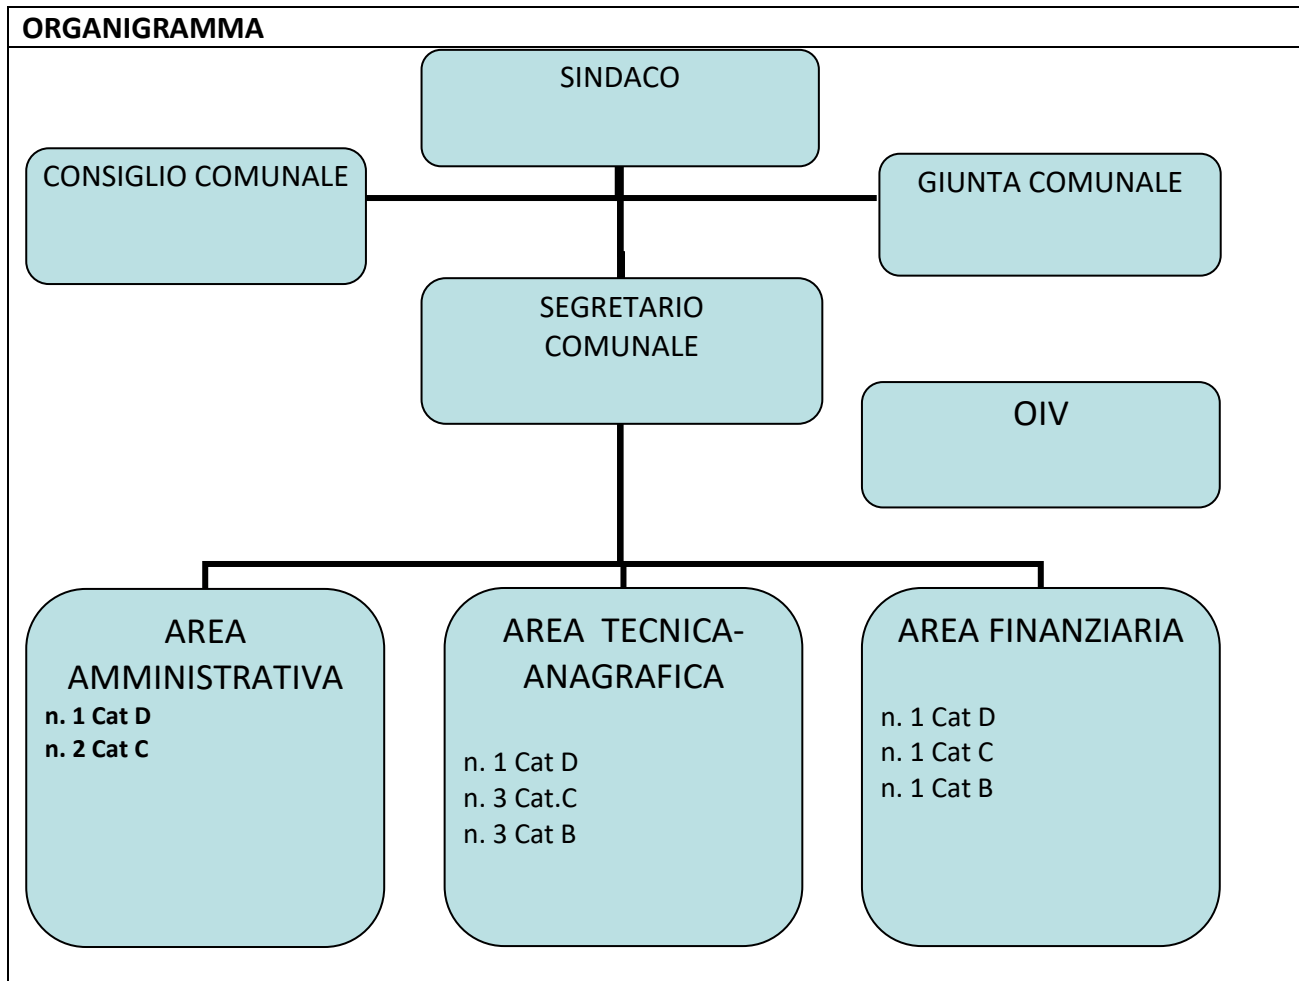 ORGANIGRAMMA
SINDACO
CONSIGLIO COMUNALE
GIUNTA COMUNALE
SEGRETARIO
COMUNALE
OIV
AREA
AMMINISTRATIVA
n. 1 Cat D
n. 2 Cat C
AREA TECNICA-
ANAGRAFICA
n. 1 Cat D
n. 3 Cat.C
n. 3 Cat B
AREA FINANZIARIA
n. 1 Cat D
n. 1 Cat C
n. 1 Cat B